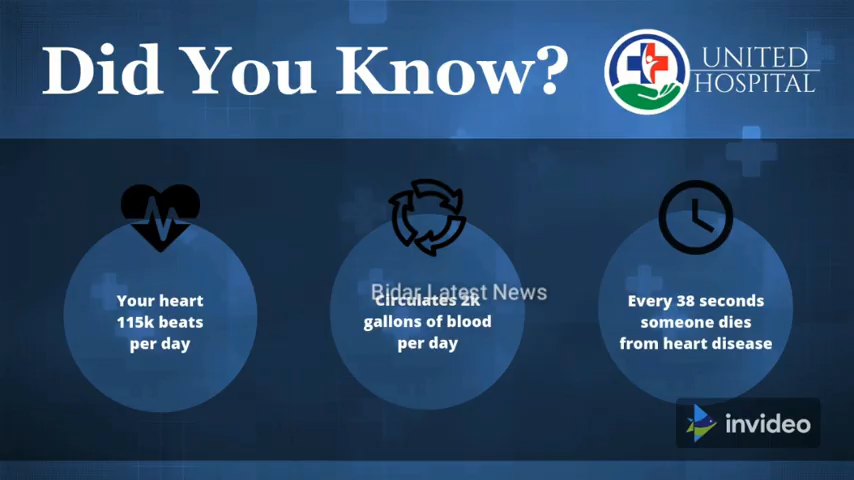 Did You Know?
UNITED
HOSPITAL
Your heart
115k beats
per day
Circulates 2k
gallons of blood
per day
Bidar Latest News
Every 38 seconds
someone dies
from heart disease
invideo